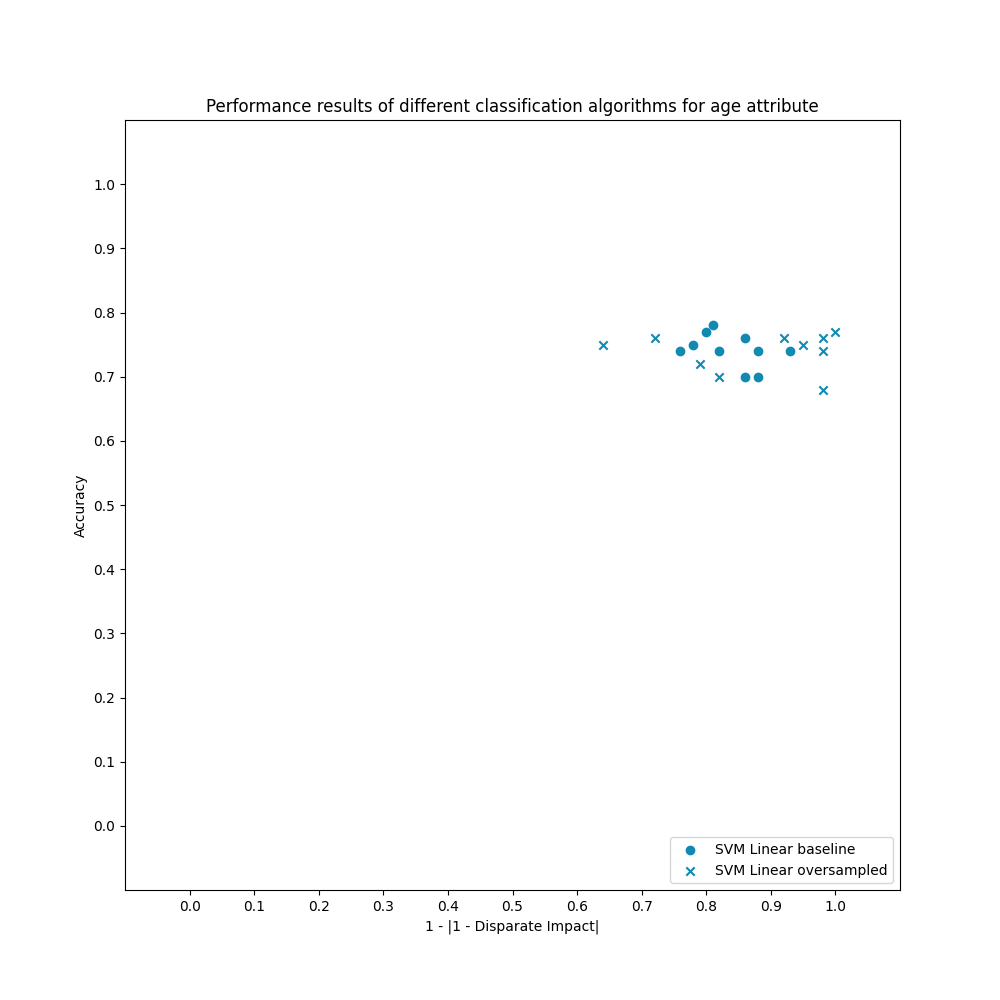 Performance results of different classification algorithms for age attribute
1.0
0.9
0.8
0.7
0.6
0.5
0.4
0.3
0.2
0.1
0.0
Accuracy
SVM Linear baseline
SVM Linear oversampled
0.0 0.1 0.2 0.3 0.4 0.5 0.6 0.7 0.8 0.9 1.0
1 - |1 - Disparate Impact|